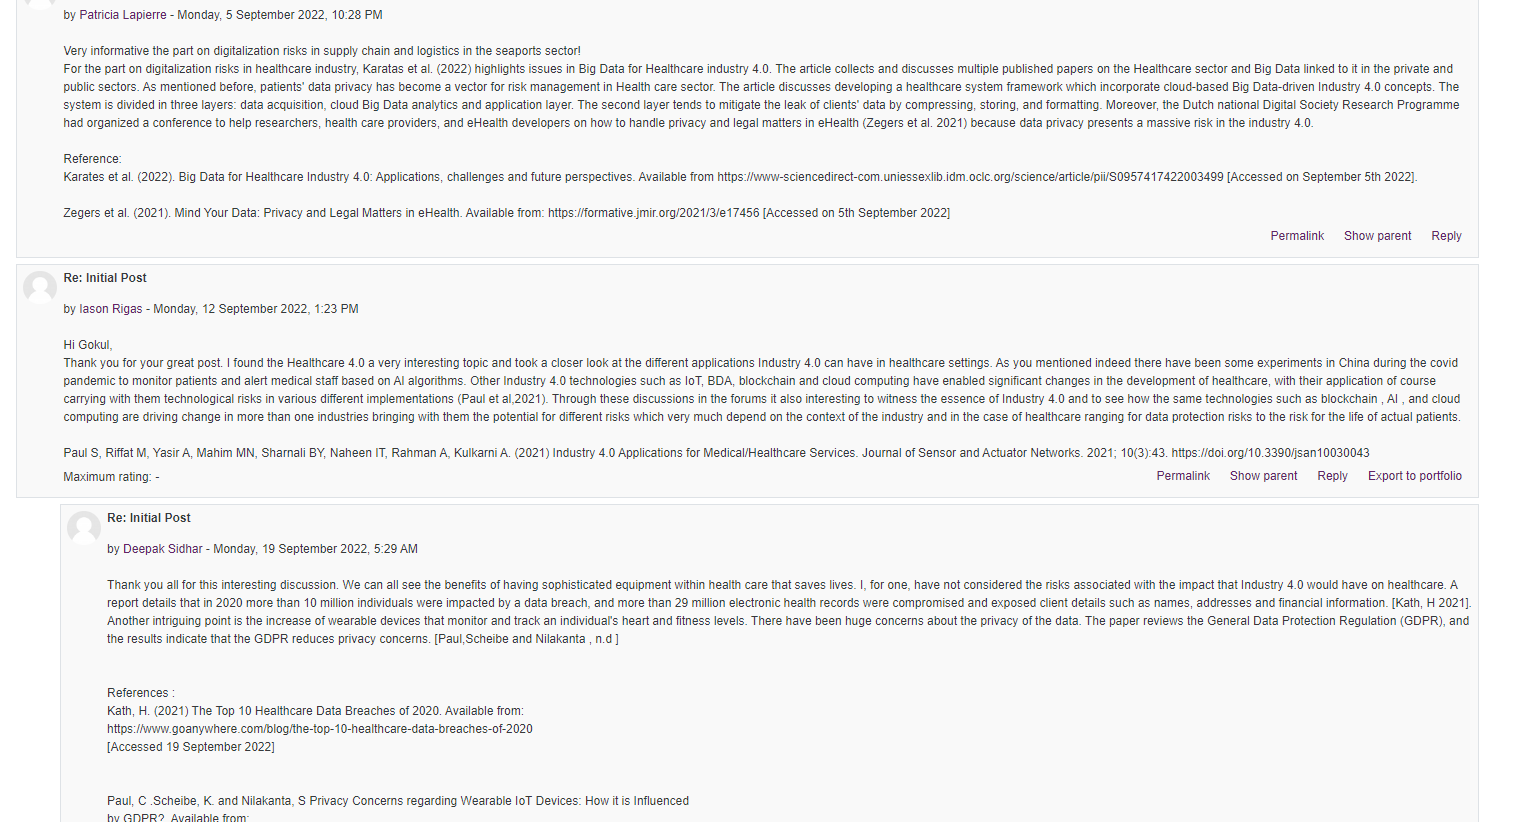 by Patricia Lapierre - Monday, 5 September 2022, 10:28 PM
Very informative the part on digitalization risks in supply chain and logistics in the seaports sector!
For the part on digitalization risks in healthcare industry, Karatas et al. (2022) highlights issues in Big Data for Healthcare industry 4.0. The article collects and discusses multiple published papers on the Healthcare sector and Big Data linked to it in the private and
public sectors. As mentioned before, patients' data privacy has become a vector for risk management in Health care sector. The article discusses developing a healthcare system framework which incorporate cloud-based Big Data-driven Industry 4.0 concepts. The
system is divided in three layers: data acquisition, cloud Big Data analytics and application layer. The second layer tends to mitigate the leak of clients' data by compressing, storing, and formatting. Moreover, the Dutch national Digital Society Research Programme
had organized a conference to help researchers, health care providers, and eHealth developers on how to handle privacy and legal matters in eHealth (Zegers et al. 2021) because data privacy presents a massive risk in the industry 4.0.
Reference:
Karates et al. (2022). Big Data for Healthcare Industry 4.0: Applications, challenges and future perspectives. Available from https://www-sciencedirect-com.uniessexlib.idm.oclc.org/science/article/pii/S0957417422003499 [Accessed on September 5th 2022].
Zegers et al. (2021). Mind Your Data: Privacy and Legal Matters in eHealth. Available from: https://formative.jmir.org/2021/3/e17456 [Accessed on 5th September 2022]
Permalink Show parent Reply
Re: Initial Post
by Iason Rigas - Monday, 12 September 2022, 1:23 PM
Hi Gokul,
Thank you for your great post. I found the Healthcare 4.0 a very interesting topic and took a closer look at the different applications Industry 4.0 can have in healthcare settings. As you mentioned indeed there have been some experiments in China during the covid
pandemic to monitor patients and alert medical staff based on AI algorithms. Other Industry 4.0 technologies such as IoT, BDA, blockchain and cloud computing have enabled significant changes in the development of healthcare, with their application of course
carrying with them technological risks in various different implementations (Paul et al,2021). Through these discussions in the forums it also interesting to witness the essence of Industry 4.0 and to see how the same technologies such as blockchain , AI , and cloud
computing are driving change in more than one industries bringing with them the potential for different risks which very much depend on the context of the industry and in the case of healthcare ranging for data protection risks to the risk for the life of actual patients.
Paul S, Riffat M, Yasir A, Mahim MN, Sharnali BY, Naheen IT, Rahman A, Kulkarni A. (2021) Industry 4.0 Applications for Medical/Healthcare Services. Journal of Sensor and Actuator Networks. 2021; 10(3):43. https://doi.org/10.3390/jsan10030043
Maximum rating: -
Permalink Show parent Reply Export to portfolio
Re: Initial Post
by Deepak Sidhar - Monday, 19 September 2022, 5:29 AM
Thank you all for this interesting discussion. We can all see the benefits of having sophisticated equipment within health care that saves lives. I, for one, have not considered the risks associated with the impact that Industry 4.0 would have on healthcare. A
report details that in 2020 more than 10 million individuals were impacted by a data breach, and more than 29 million electronic health records were compromised and exposed client details such as names, addresses and financial information. [Kath, H 2021].
Another intriguing point is the increase of wearable devices that monitor and track an individual's heart and fitness levels. There have been huge concerns about the privacy of the data. The paper reviews the General Data Protection Regulation (GDPR), and
the results indicate that the GDPR reduces privacy concerns. [Paul,Scheibe and Nilakanta , n.d ]
References :
Kath, H. (2021) The Top 10 Healthcare Data Breaches of 2020. Available from:
https://www.goanywhere.com/blog/the-top-10-healthcare-data-breaches-of-2020
[Accessed 19 September 2022]
Paul, C .Scheibe, K. and Nilakanta, S Privacy Concerns regarding Wearable IoT Devices: How it is Influenced
by GDPR?. Available from: